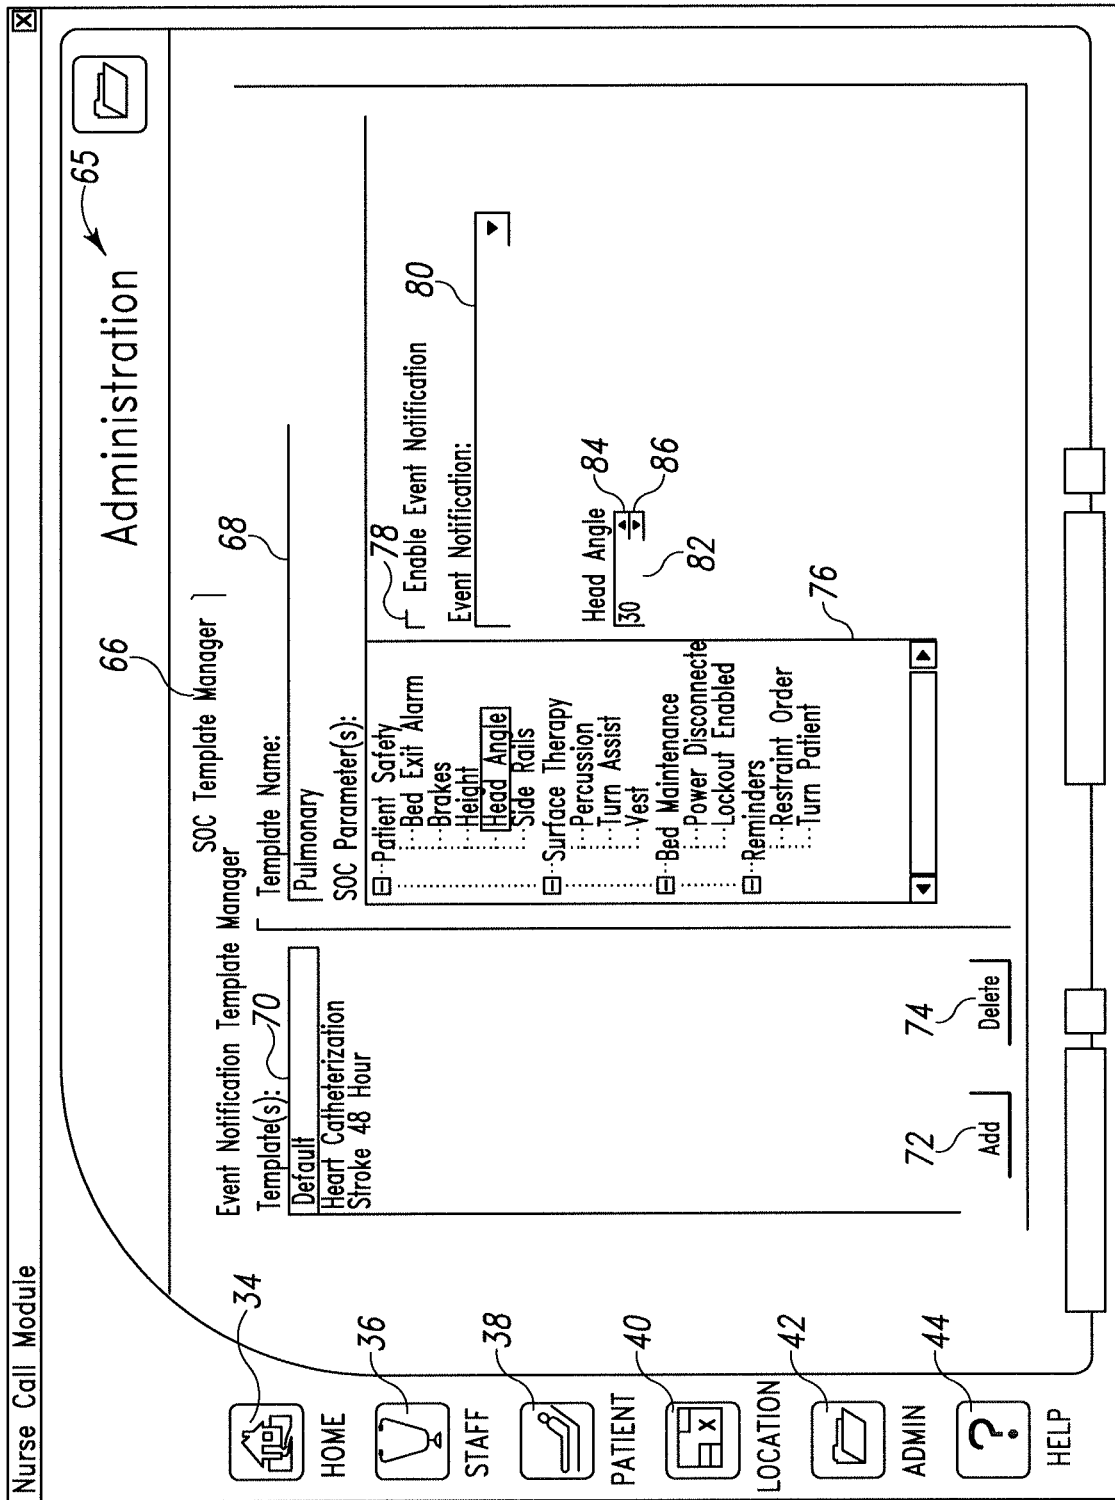 Nurse Call Module
X
Administration
65
66
SOC Template Manager
Event Notification Template Manager
Template(s):
70
Default
Heart Catheterization
Stroke 48 Hour
72
Add
74
Delete
Template Name:
68
Pulmonary
SOC Parameter(s):
Patient Safety
Bed Exit Alarm
Brakes
Height
Head Angle
Side Rails
Surface Therapy
Percussion
Turn Assist
Vest
Bed Maintenance
Power Disconnecte
Lockout Enabled
Reminders
Restraint Order
Turn Patient
76
78
Enable Event Notification
Event Notification:
80
Head Angle
30
84
86
82
34
HOME
36
STAFF
38
PATIENT
40
X
LOCATION
42
ADMIN
44
?
HELP